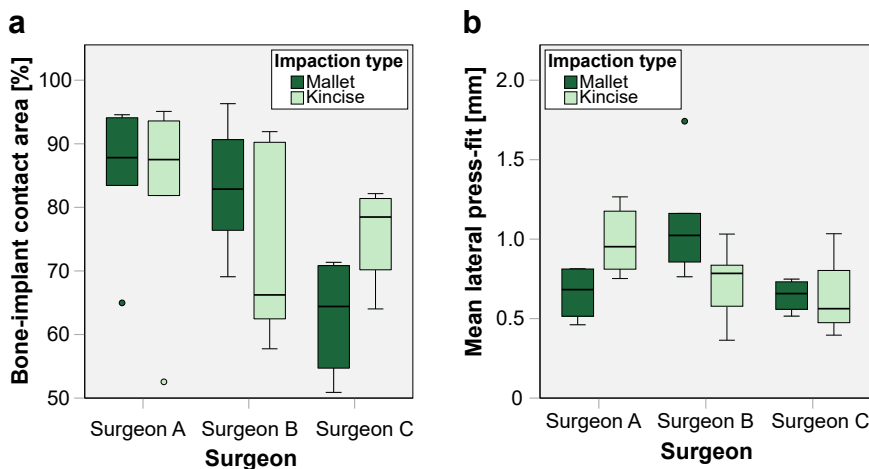 a
Bone-implant contact area [%]
100
90
80
70
60
50
Impaction type
Mallet
Kincise
Surgeon A
Surgeon B
Surgeon C
Surgeon
b
Mean lateral press-fit [mm]
2.0
1.5
1.0
0.5
0
Impaction type
Mallet
Kincise
Surgeon A
Surgeon B
Surgeon C
Surgeon